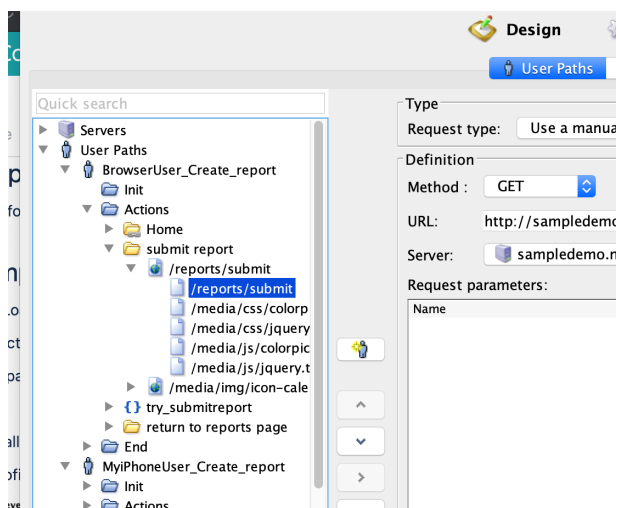 Design
User Paths
Quick search
Servers
User Paths
BrowserUser_Create_report
Init
Actions
Home
submit report
/reports/submit
/reports/submit
/media/css/colorp
/media/css/jquery
/media/js/colorpic
/media/js/jquery.t
/media/img/icon-cale
try_submitreport
return to reports page
End
MyiPhoneUser_Create_report
Init
Actions
Type
Request type: Use a manua
Definition
Method : GET
URL: http://sampledemo
Server: sampledemo.n
Request parameters:
Name